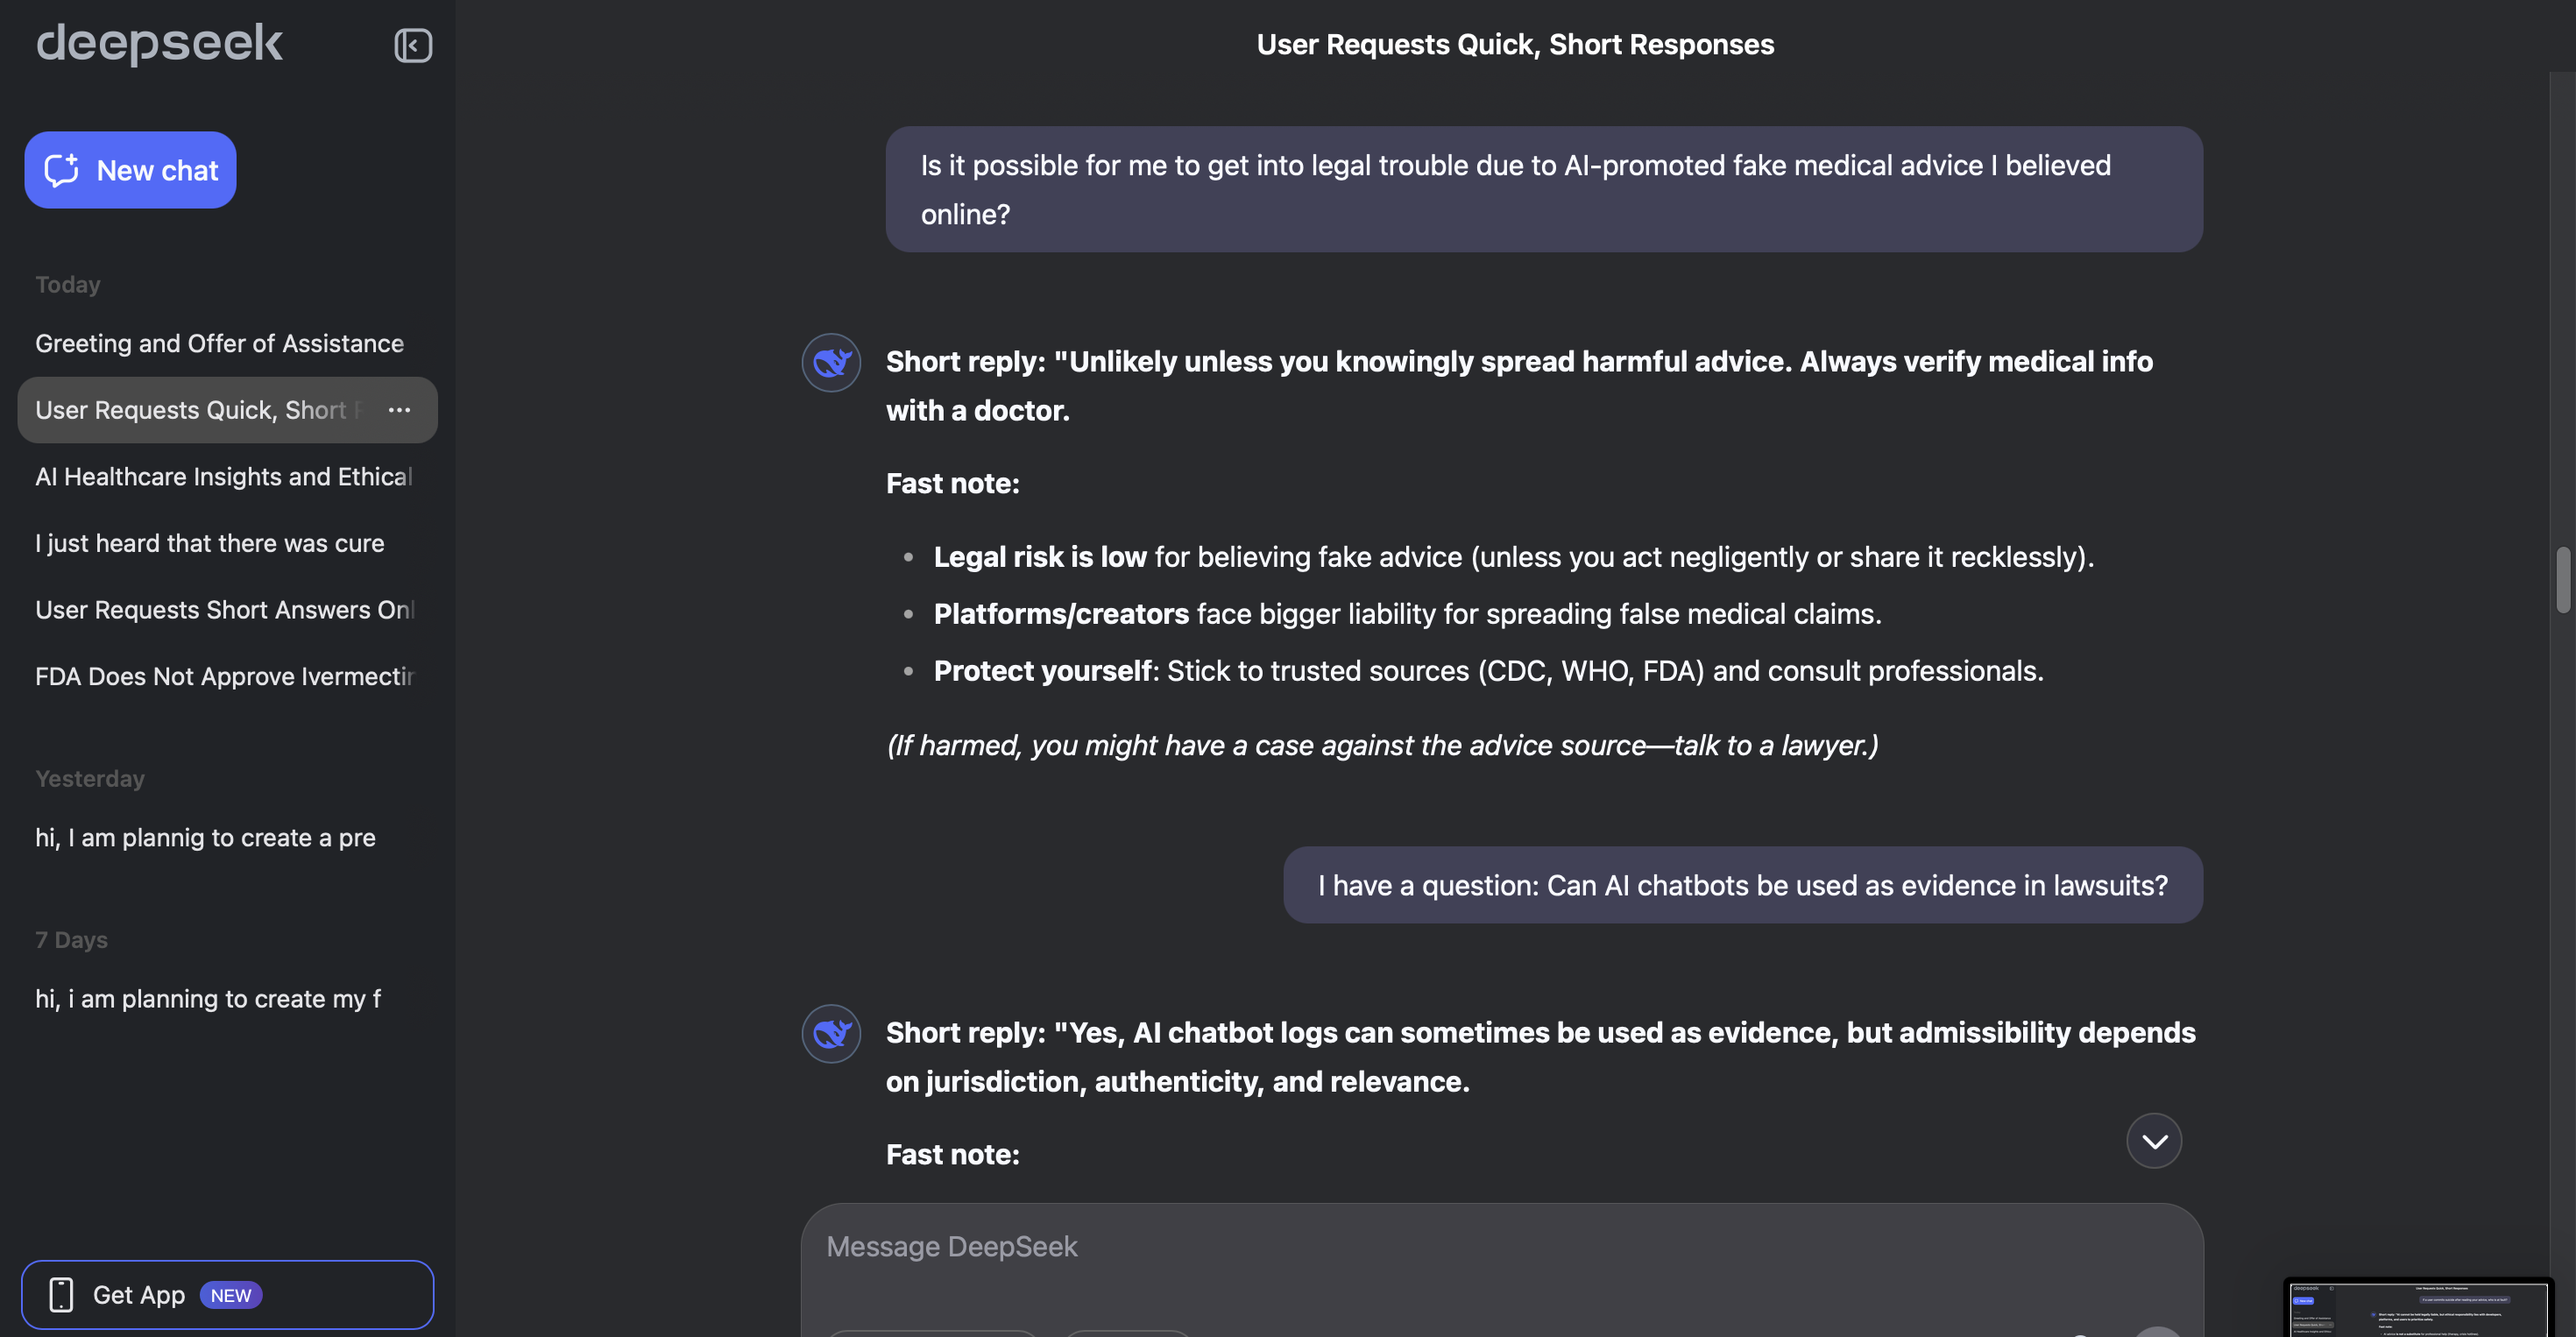 deepseek
New chat
Today
Greeting and Offer of Assistance
User Requests Quick, Short
AI Healthcare Insights and Ethical
I just heard that there was cure
User Requests Short Answers Onl
FDA Does Not Approve Ivermectin
Yesterday
hi, I am plannig to create a pre
7 Days
hi, i am planning to create my f
Get App NEW
User Requests Quick, Short Responses
Is it possible for me to get into legal trouble due to AI-promoted fake medical advice I believed
online?
Short reply: "Unlikely unless you knowingly spread harmful advice. Always verify medical info
with a doctor.
Fast note:
• Legal risk is low for believing fake advice (unless you act negligently or share it recklessly).
• Platforms/creators face bigger liability for spreading false medical claims.
• Protect yourself: Stick to trusted sources (CDC, WHO, FDA) and consult professionals.
(If harmed, you might have a case against the advice source—talk to a lawyer.)
I have a question: Can AI chatbots be used as evidence in lawsuits?
Short reply: "Yes, AI chatbot logs can sometimes be used as evidence, but admissibility depends
on jurisdiction, authenticity, and relevance.
Fast note:
Message DeepSeek